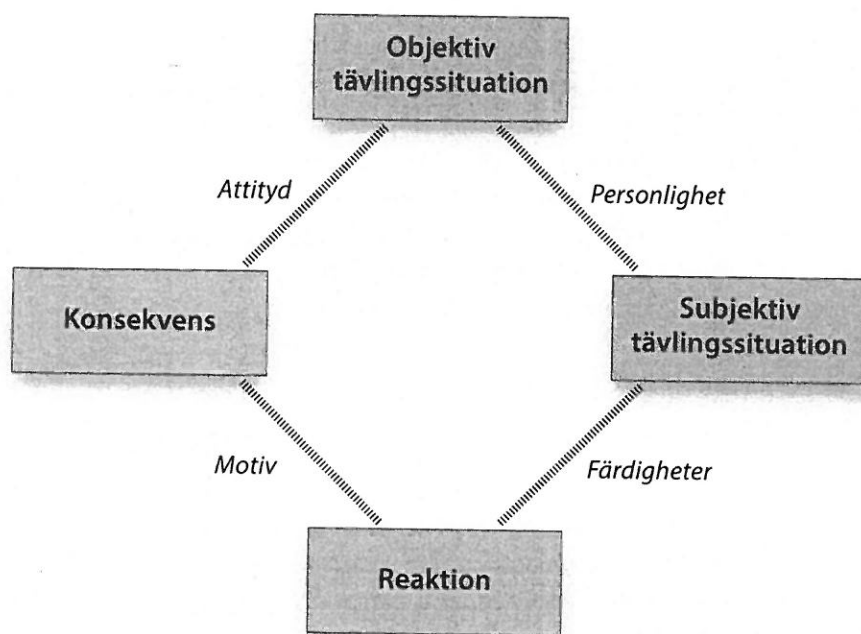 Objektiv
tävlingssituation
Attityd
Personlighet
Konsekvens
Subjektiv
tävlingssituation
Motiv
Färdigheter
Reaktion